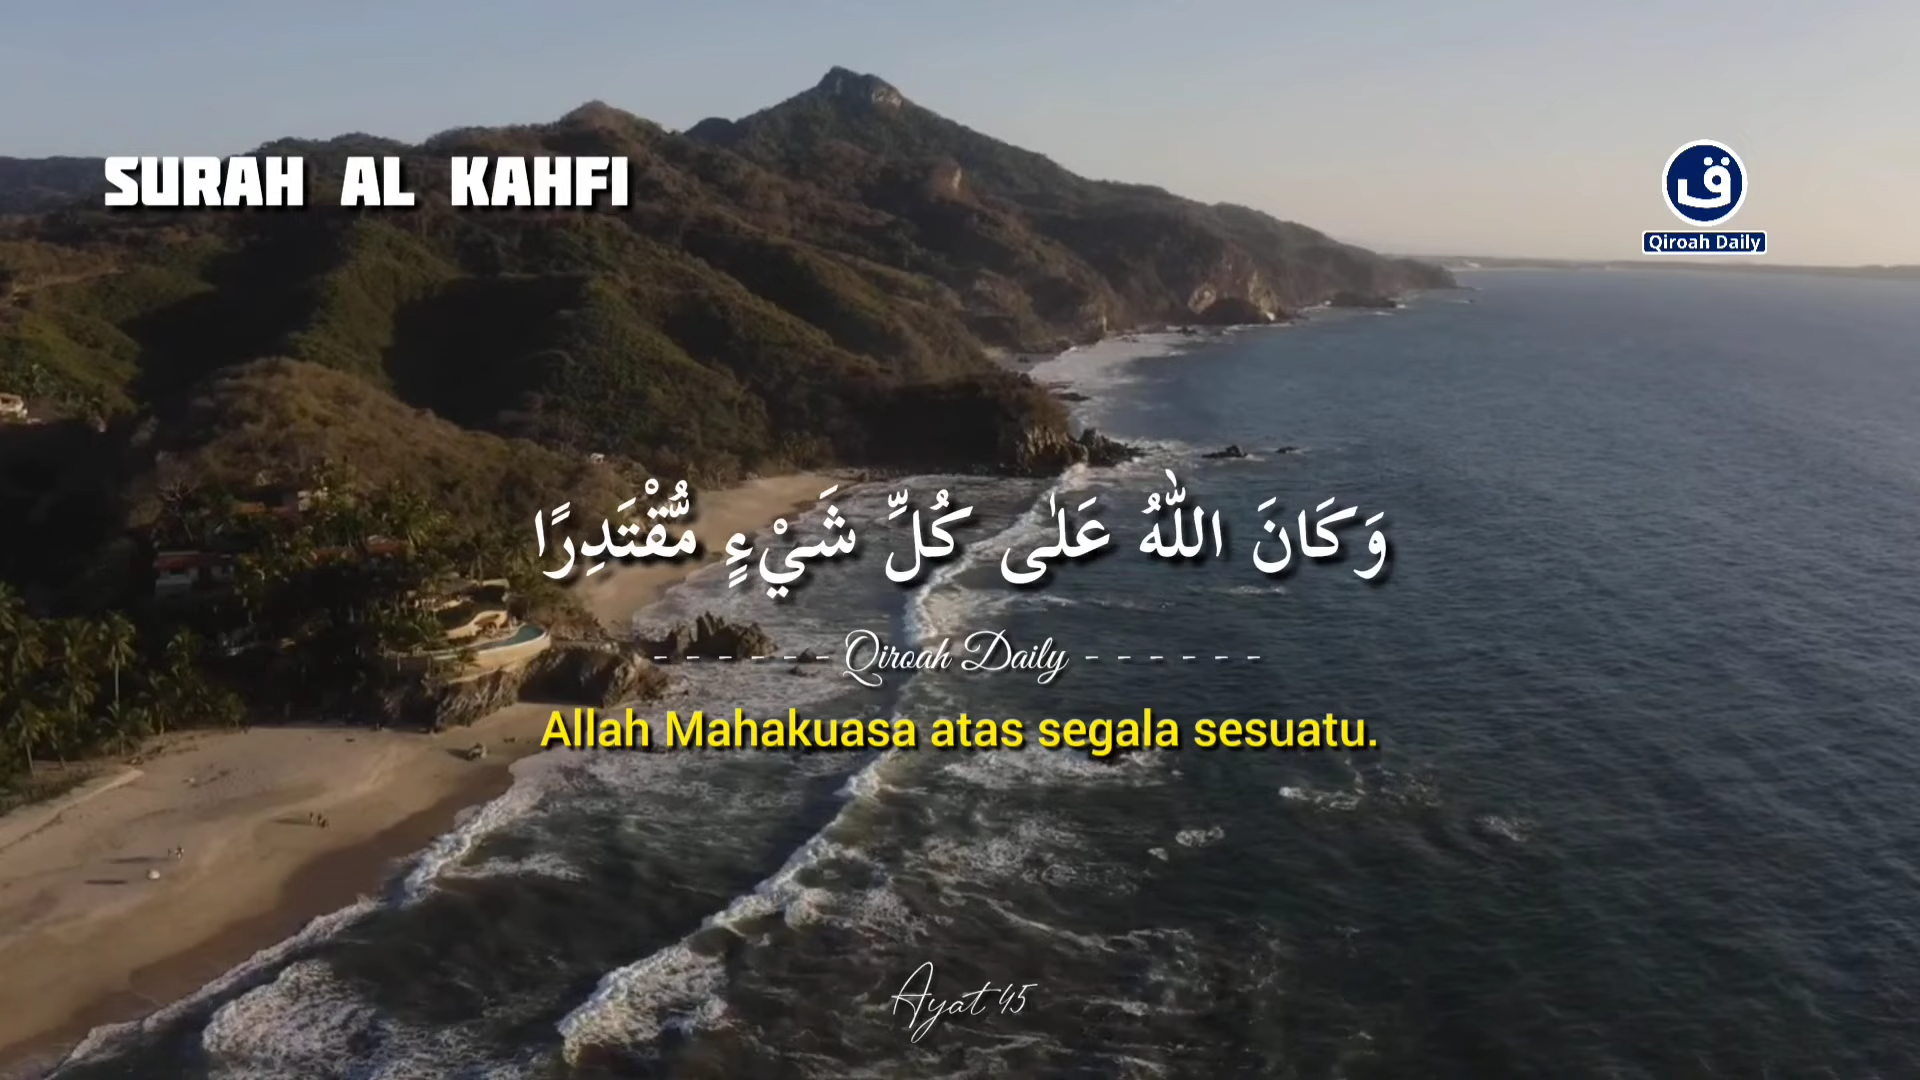 SURAH AL KAHFI
ق
Qiroah Daily
وَكَانَ اللّٰهُ عَلٰى كُلِّ شَيْءٍ مُّقْتَدِرًا
- - - - - - Qiroah Daily - - - - - -
Allah Mahakuasa atas segala sesuatu.
Ayat 45